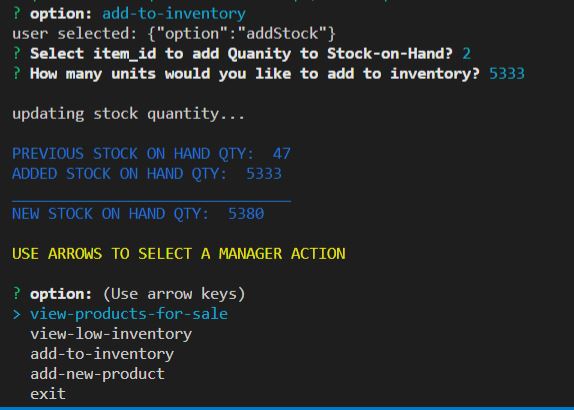 ? option: add-to-inventory
user selected: {"option":"addStock"}
? Select item_id to add Quanity to Stock-on-Hand? 2
? How many units would you like to add to inventory? 5333
updating stock quantity...
PREVIOUS STOCK ON HAND QTY:  47
ADDED STOCK ON HAND QTY:  5333
_______________________________
NEW STOCK ON HAND QTY:  5380
USE ARROWS TO SELECT A MANAGER ACTION
? option: (Use arrow keys)
> view-products-for-sale
  view-low-inventory
  add-to-inventory
  add-new-product
  exit